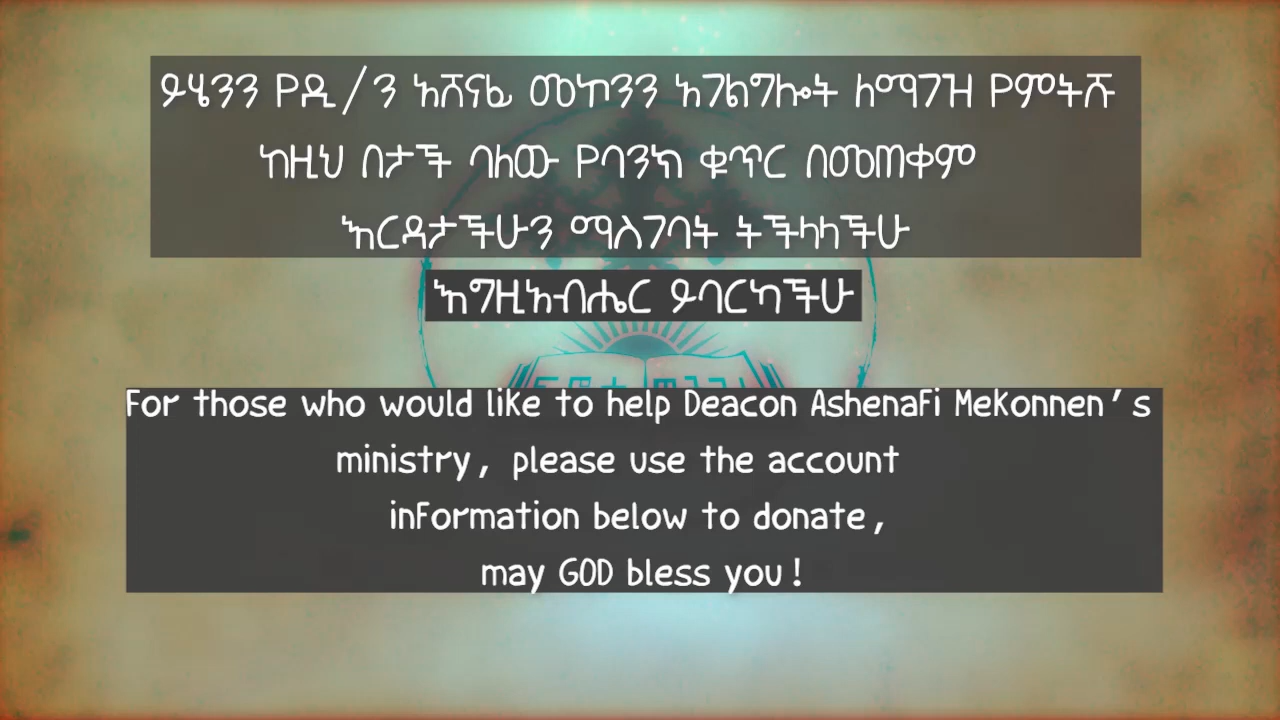 ይሄንን የዲ/ን አሸናፊ መኮንን አገልግሎት ለማገዝ የምትሹ
ከዚህ በታች ባለው የባንክ ቁጥር በመጠቀም
እርዳታችሁን ማስገባት ትችላላችሁ
እግዚአብሔር ይባርካችሁ
For those who would like to help Deacon Ashenafi Mekonnen's
ministry, please use the account
information below to donate,
may GOD bless you!